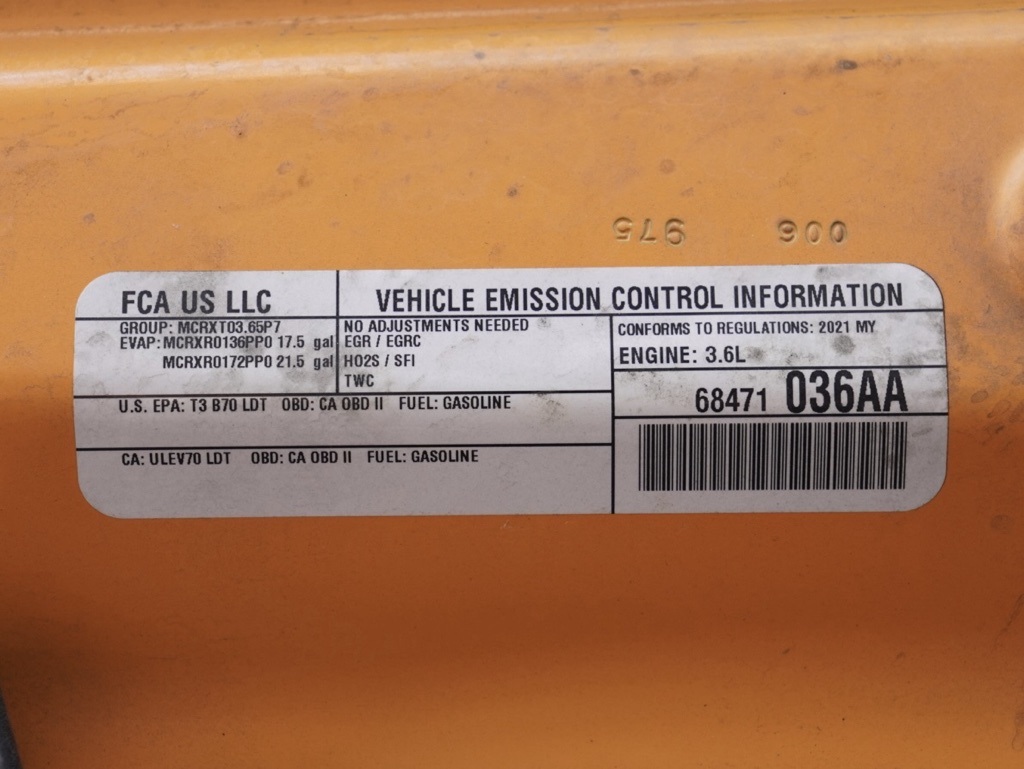 975 006
FCA US LLC
VEHICLE EMISSION CONTROL INFORMATION
GROUP: MCRXT03.65P7
EVAP: MCRXR0136PP0 17.5 gal
MCRXR0172PP0 21.5 gal
NO ADJUSTMENTS NEEDED
EGR / EGRC
HO2S / SFI
TWC
CONFORMS TO REGULATIONS: 2021 MY
ENGINE: 3.6L
68471 036AA
U.S. EPA: T3 B70 LDT OBD: CA OBD II FUEL: GASOLINE
CA: ULEV70 LDT OBD: CA OBD II FUEL: GASOLINE